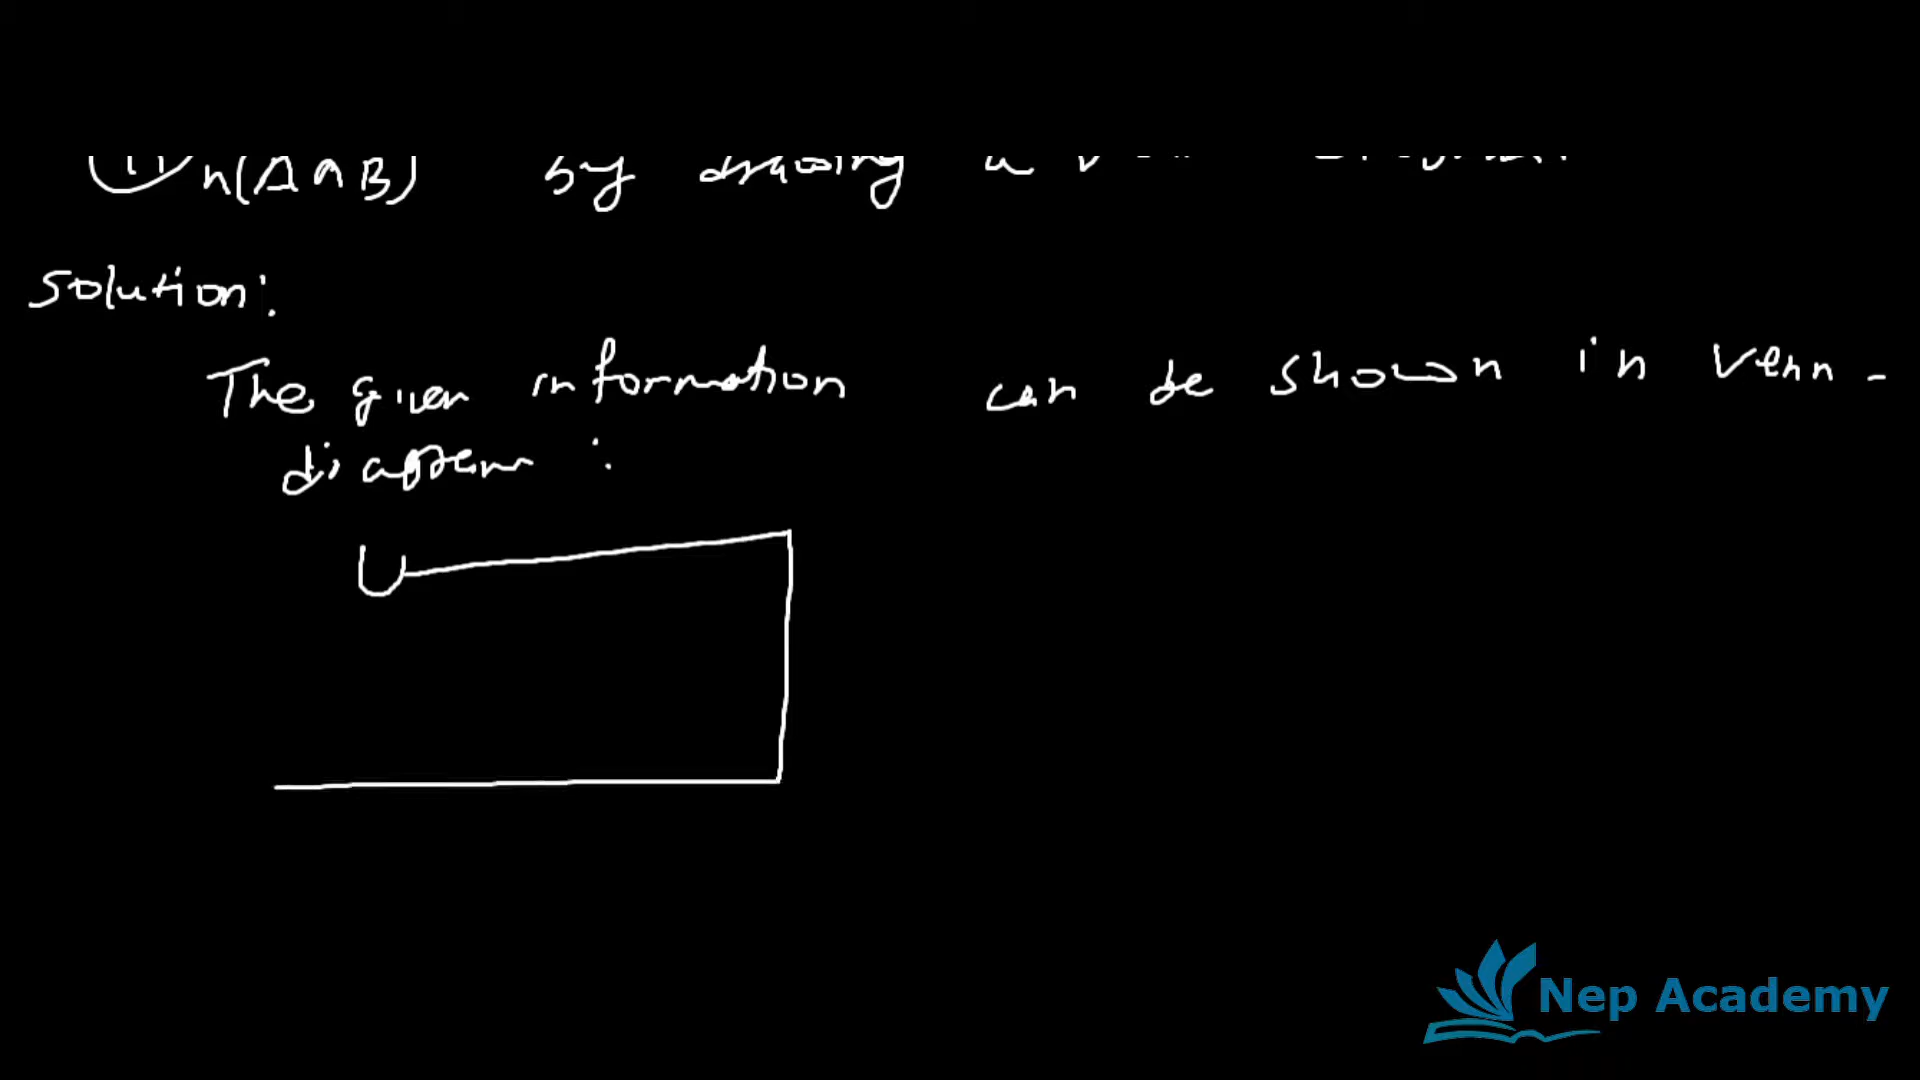 n(A∩B) by drawing a
Solution:
The given information can be shown in Venn -
diagram :
U
Nep Academy